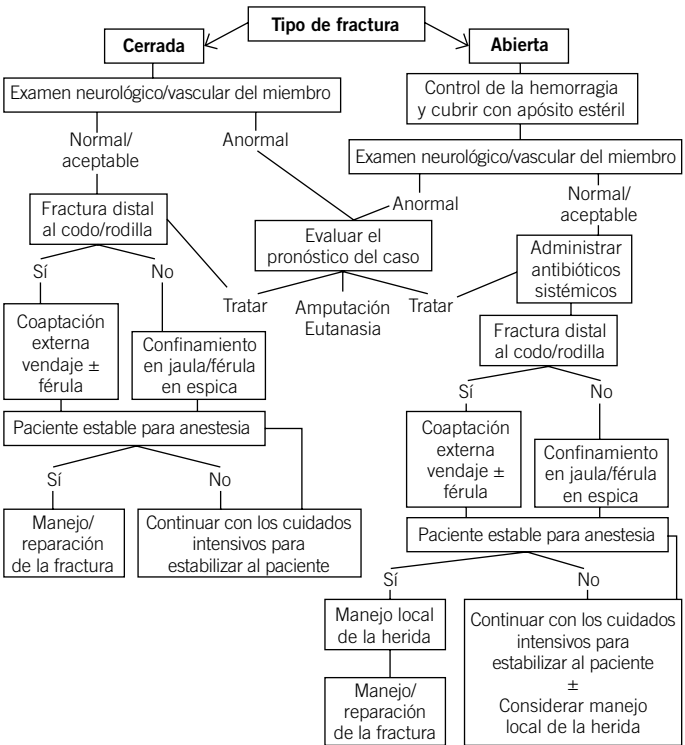 Tipo de fractura
Cerrada
Abierta
Examen neurológico/vascular del miembro
Control de la hemorragia
y cubrir con apósito estéril
Normal/
aceptable
Anormal
Examen neurológico/vascular del miembro
Anormal
Normal/
aceptable
Fractura distal
al codo/rodilla
Evaluar el
pronóstico del caso
Administrar
antibióticos
sistémicos
Sí
No
Tratar
Amputación
Eutanasia
Tratar
Coaptación
externa
vendaje ±
férula
Confinamiento
en jaula/férula
en espica
Fractura distal
al codo/rodilla
Sí
No
Paciente estable para anestesia
Coaptación
externa
vendaje ±
férula
Confinamiento
en jaula/férula
en espica
Sí
No
Manejo/
reparación
de la fractura
Continuar con los cuidados
intensivos para
estabilizar al paciente
Paciente estable para anestesia
Sí
No
Manejo local
de la herida
Continuar con los cuidados
intensivos para
estabilizar al paciente
±
Considerar manejo
local de la herida
Manejo/
reparación
de la fractura